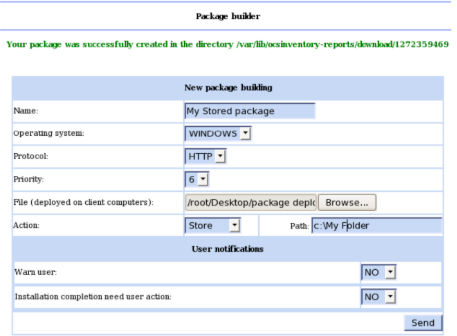 Package builder
Your package was successfully created in the directory /var/lib/ocsinventory-reports/download/1272359469
New package building
Name: My Stored package
Operating system: WINDOWS
Protocol: HTTP
Priority: 6
File (deployed on client computers): /root/Desktop/package deplo Browse...
Action: Store Path: c:\My Folder
User notifications
Warn user: NO
Installation completion need user action: NO
Send